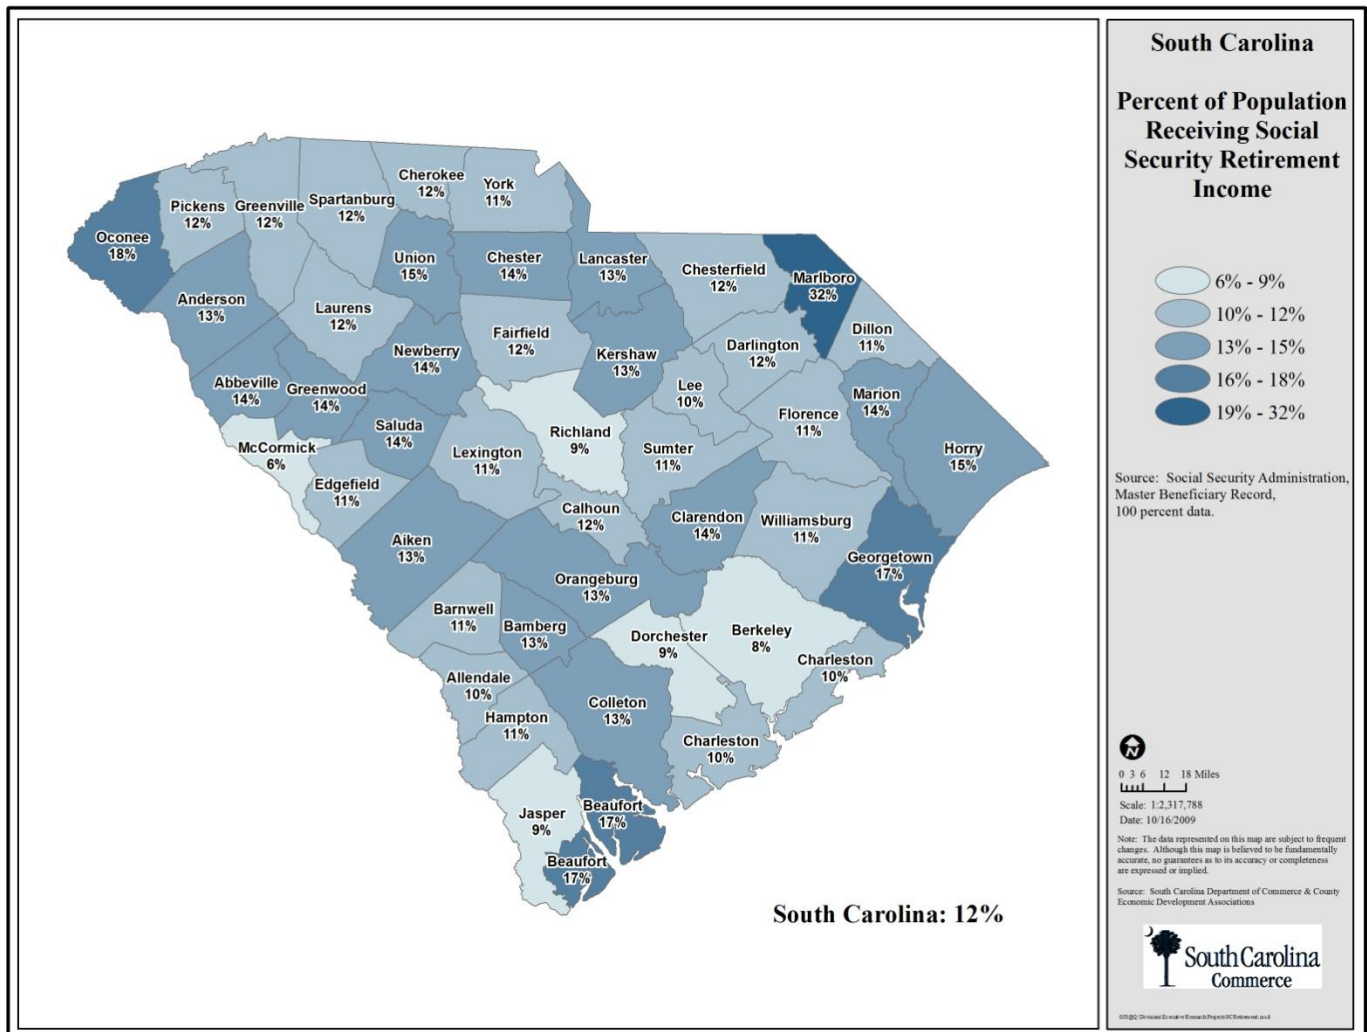 South Carolina
Percent of Population
Receiving Social
Security Retirement
Income
6% - 9%
10% - 12%
13% - 15%
16% - 18%
19% - 32%
Source: Social Security Administration,
Master Beneficiary Record,
100 percent data.
N
0 3 6 12 18 Miles
Scale: 1:2,317,788
Date: 10/16/2009
Note: The data represented on this map are subject to frequent
changes. Although this map is believed to be fundamentally
accurate, no guarantees as to its accuracy or completeness
are expressed or implied.
Source: South Carolina Department of Commerce & County
Economic Development Associations
South Carolina
Commerce
Cherokee
12%
York
11%
Spartanburg
12%
Greenville
12%
Pickens
12%
Oconee
18%
Union
15%
Chester
14%
Lancaster
13%
Chesterfield
12%
Marlboro
32%
Anderson
13%
Laurens
12%
Fairfield
12%
Dillon
11%
Newberry
14%
Kershaw
13%
Darlington
12%
Abbeville
14%
Greenwood
14%
Lee
10%
Marion
14%
Florence
11%
Saluda
14%
Richland
9%
McCormick
6%
Lexington
11%
Sumter
11%
Horry
15%
Edgefield
11%
Calhoun
12%
Clarendon
14%
Williamsburg
11%
Aiken
13%
Georgetown
17%
Orangeburg
13%
Barnwell
11%
Bamberg
13%
Dorchester
9%
Berkeley
8%
Charleston
10%
Allendale
10%
Colleton
13%
Hampton
11%
Charleston
10%
Jasper
9%
Beaufort
17%
Beaufort
17%
South Carolina: 12%